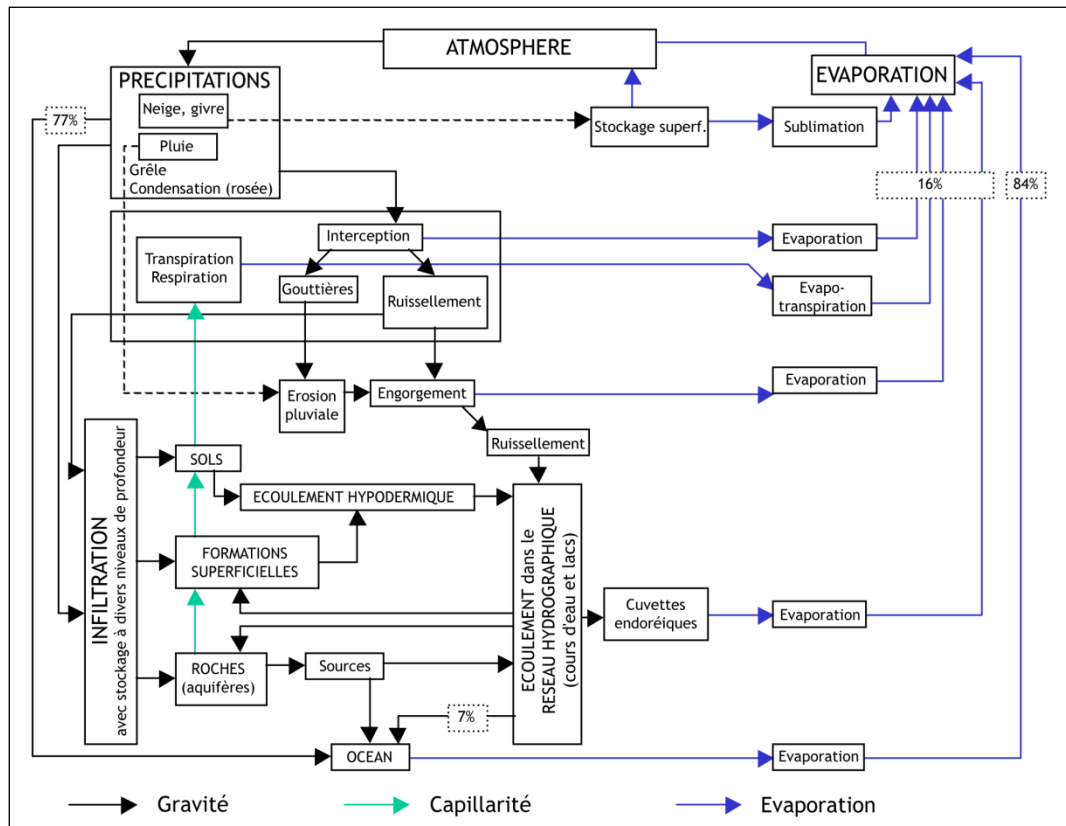 ATMOSPHERE
EVAPORATION
PRECIPITATIONS
Neige, givre
77%
Stockage superf.
Sublimation
Pluie
Grêle
Condensation (rosée)
16%
84%
Interception
Evaporation
Transpiration
Respiration
Gouttières
Ruissellement
Evapo-
transpiration
Erosion
pluviale
Engorgement
Evaporation
Ruissellement
SOLS
ECOULEMENT HYPODERMIQUE
INFILTRATION
avec stockage à divers niveaux de profondeur
FORMATIONS
SUPERFICIELLES
ECOULEMENT dans le
RESEAU HYDROGRAPHIQUE
(cours d'eau et lacs)
Cuvettes
endoréiques
Evaporation
ROCHES
(aquifères)
Sources
7%
OCEAN
Evaporation
Gravité
Capillarité
Evaporation